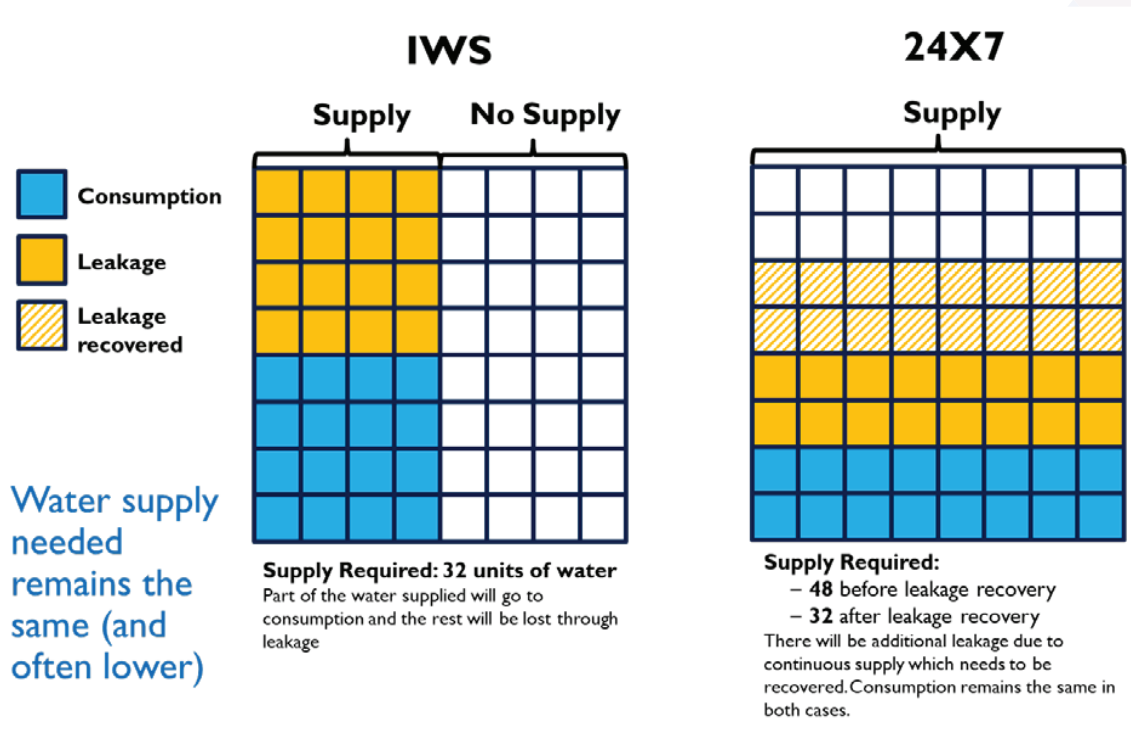 IWS
Supply
No Supply
24X7
Supply
Consumption
Leakage
Leakage
recovered
Water supply
needed
remains the
same (and
often lower)
Supply Required: 32 units of water
Part of the water supplied will go to
consumption and the rest will be lost through
leakage
Supply Required:
– 48 before leakage recovery
– 32 after leakage recovery
There will be additional leakage due to
continuous supply which needs to be
recovered.Consumption remains the same in
both cases.